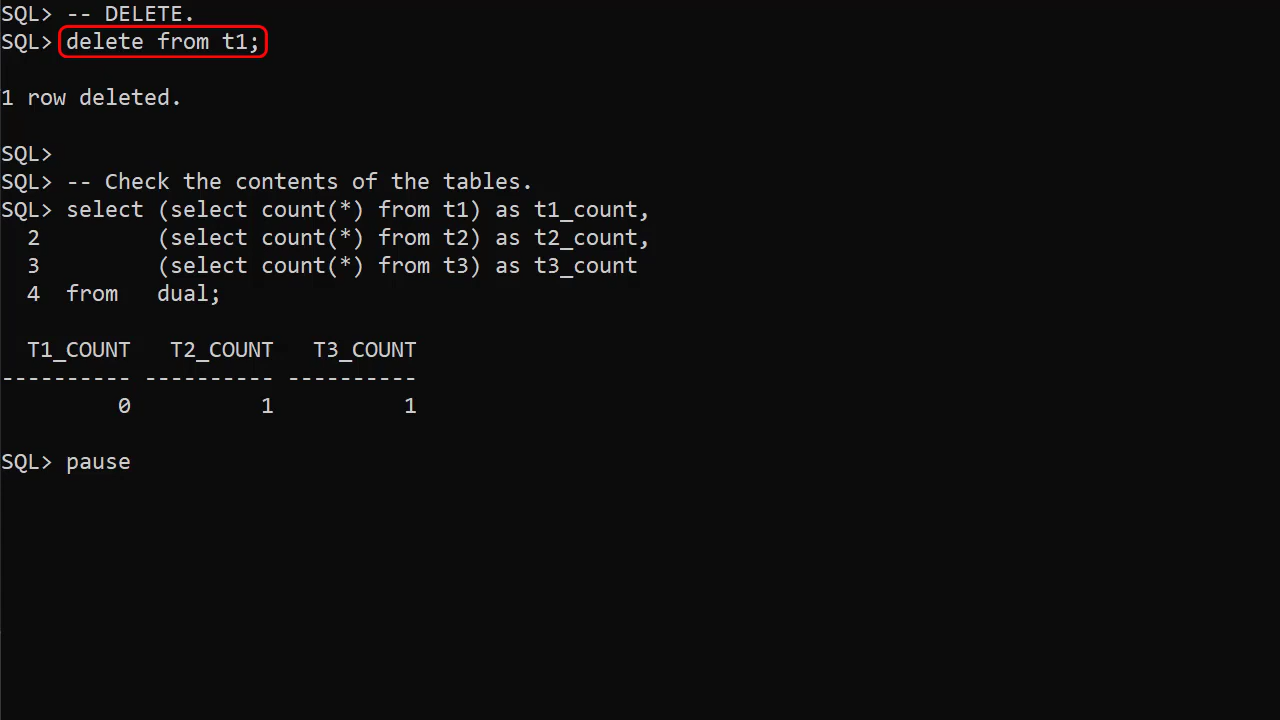 SQL> -- DELETE.
SQL> delete from t1;
1 row deleted.
SQL>
SQL> -- Check the contents of the tables.
SQL> select (select count(*) from t1) as t1_count,
  2         (select count(*) from t2) as t2_count,
  3         (select count(*) from t3) as t3_count
  4  from   dual;
  T1_COUNT   T2_COUNT   T3_COUNT
---------- ---------- ----------
         0          1          1
SQL> pause